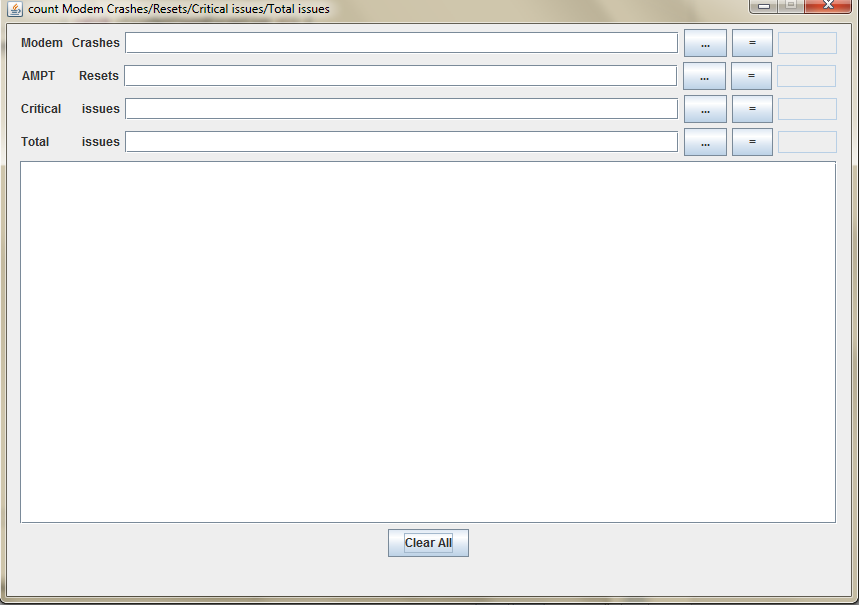 count Modem Crashes/Resets/Critical issues/Total issues
Modem Crashes ... =
AMPT Resets ... =
Critical issues ... =
Total issues ... =
Clear All